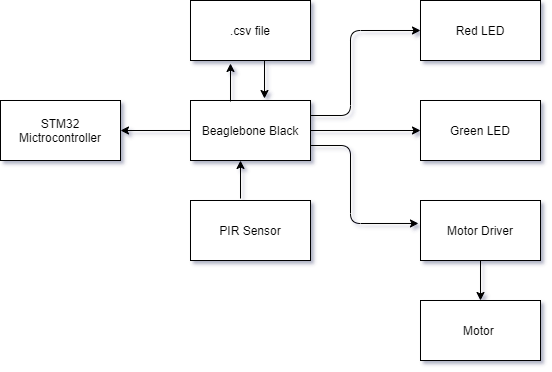 .csv file
Red LED
STM32
Mictrocontroller
Beaglebone Black
Green LED
PIR Sensor
Motor Driver
Motor